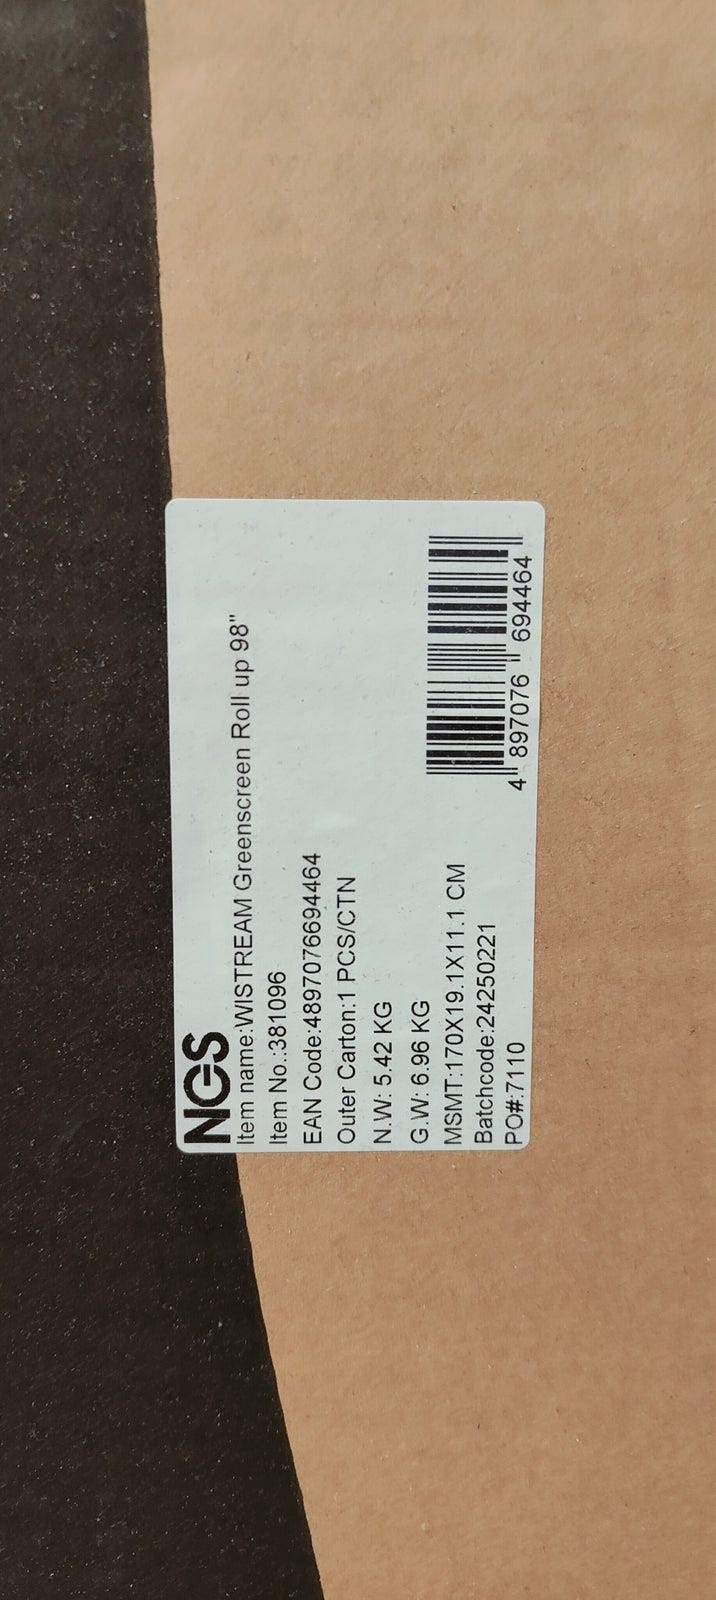 NGS
Item name:WISTREAM Greenscreen Roll up 98"
Item No.:381096
EAN Code:4897076694464
Outer Carton:1 PCS/CTN
N.W: 5.42 KG
G.W: 6.96 KG
MSMT:170X19.1X11.1 CM
Batchcode:24250221
PO#:7110
4 897076 694464